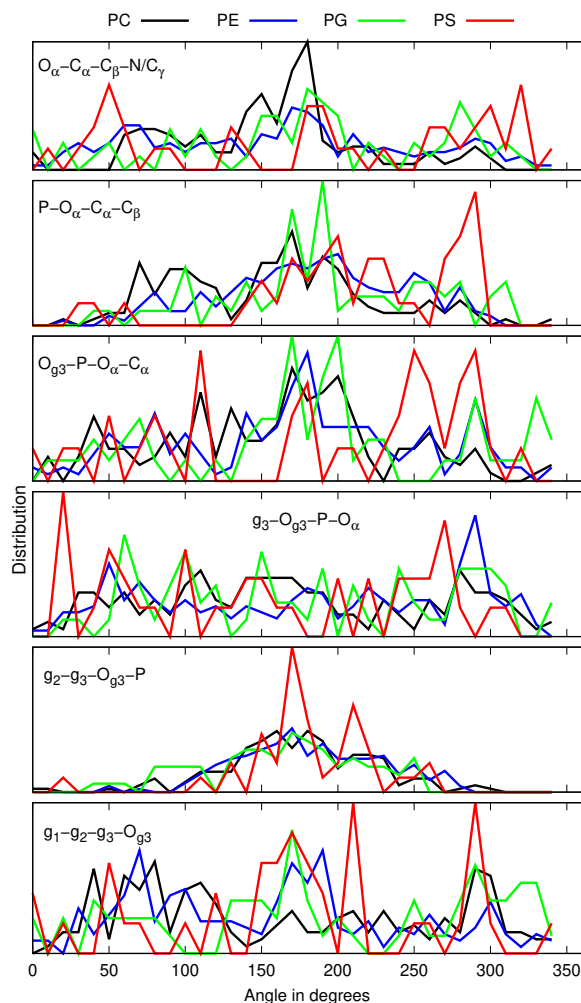 PC PE PG PS
Oα–Cα–Cβ–N/Cγ
P–Oα–Cα–Cβ
Og3–P–Oα–Cα
g3–Og3–P–Oα
Distribution
g2–g3–Og3–P
g1–g2–g3–Og3
0 50 100 150 200 250 300 350
Angle in degrees